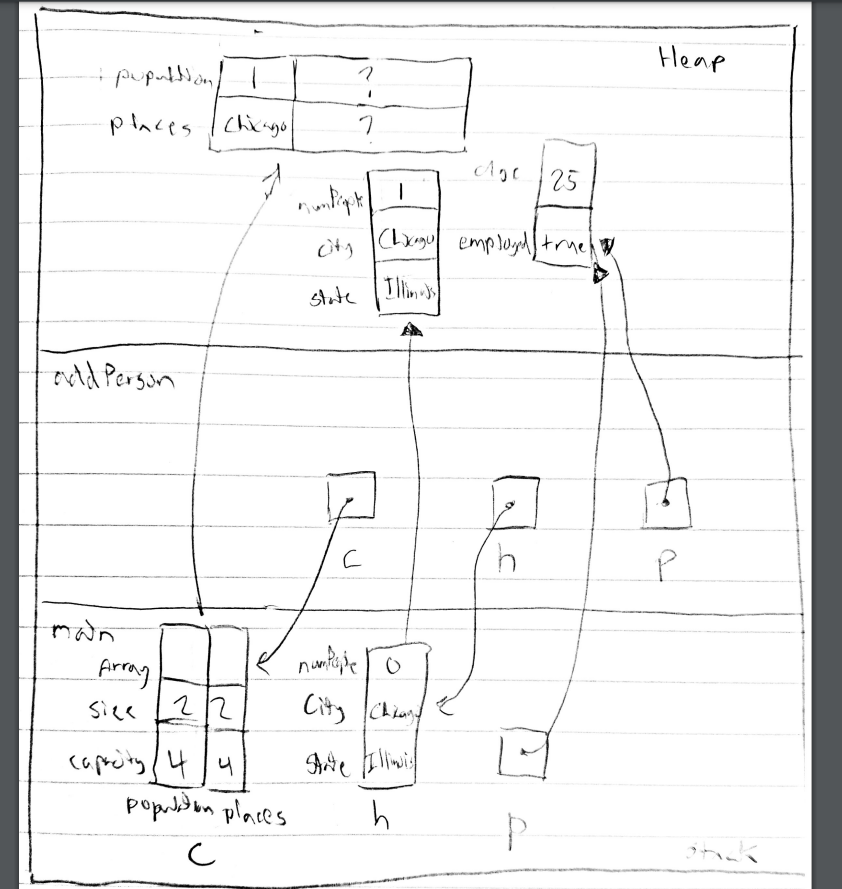 Heap
population 1 ?
places Chicago ?
age 25
numPeople 1
city Chicago
employed true
state Illinois
addPerson
c h p
main
Array
numPeople 0
size 2 2
City Chicago
capacity 4 4
State Illinois
population places
h
p
C
stack